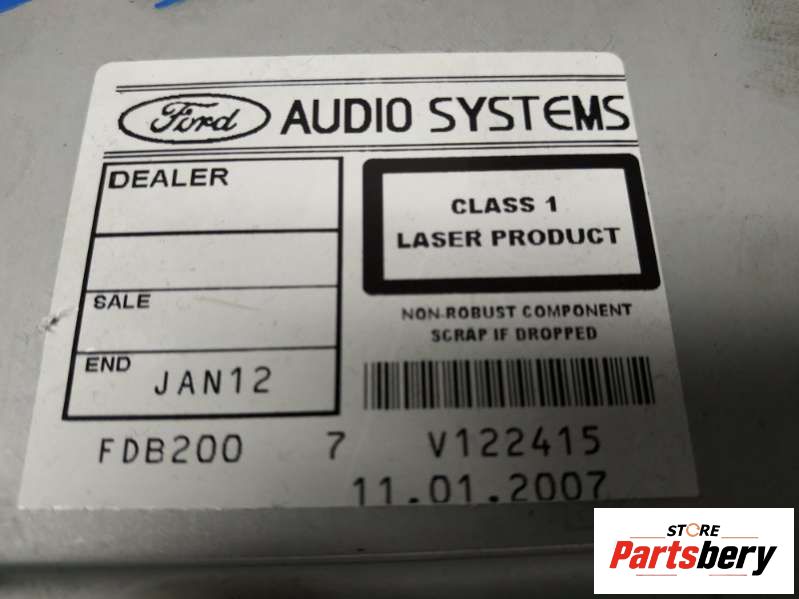 Ford AUDIO SYSTEMS
DEALER
CLASS 1
LASER PRODUCT
SALE
NON-ROBUST COMPONENT
SCRAP IF DROPPED
END
JAN12
FDB200 7 V122415
11.01.2007
STORE
Partsbery